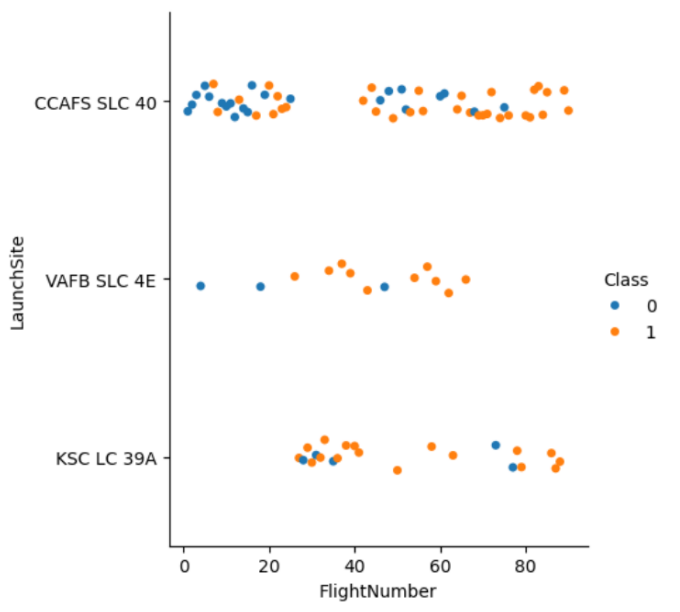 CCAFS SLC 40
VAFB SLC 4E
KSC LC 39A
LaunchSite
0 20 40 60 80
FlightNumber
Class
0
1